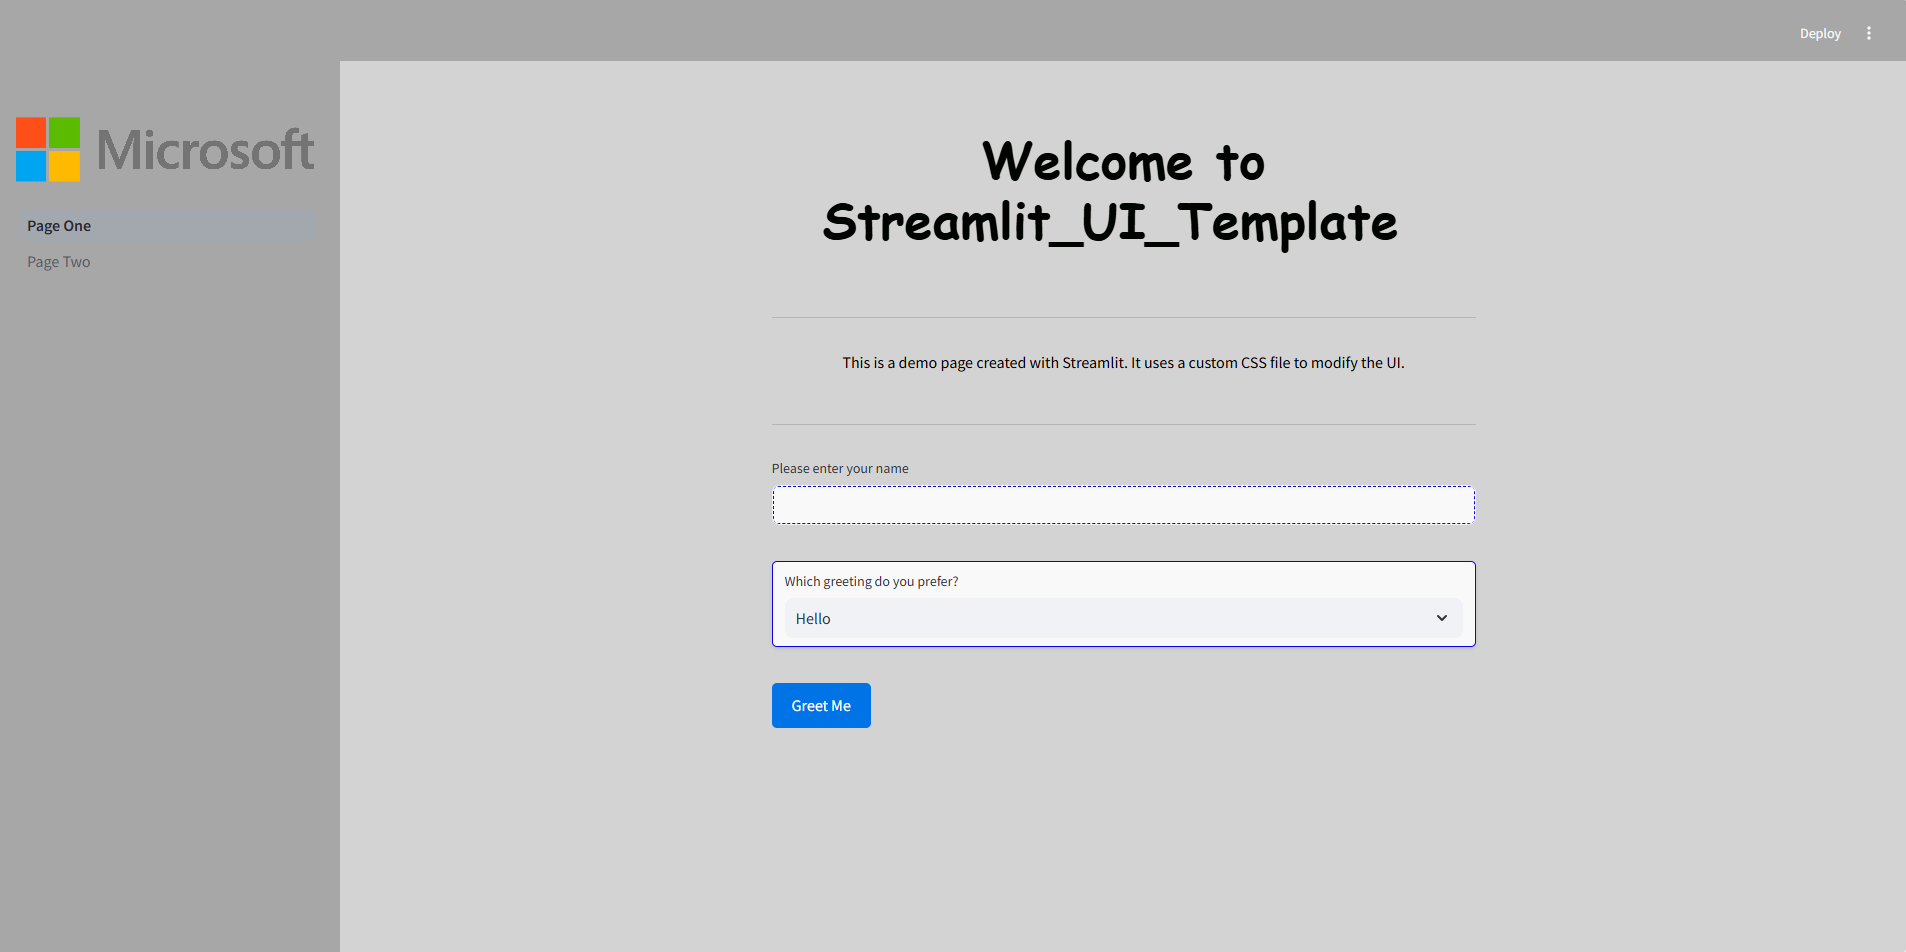 Deploy
Microsoft
Page One
Page Two
Welcome to
Streamlit_UI_Template
This is a demo page created with Streamlit. It uses a custom CSS file to modify the UI.
Please enter your name
Which greeting do you prefer?
Hello
Greet Me